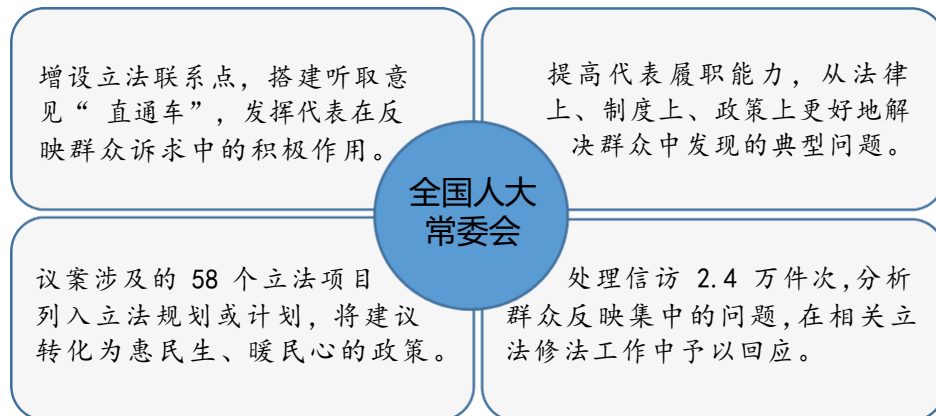 增设立法联系点，搭建听取意
见“ 直通车”，发挥代表在反
映群众诉求中的积极作用。
提高代表履职能力，从法律
上、制度上、政策上更好地解
决群众中发现的典型问题。
全国人大
常委会
议案涉及的 58 个立法项目
列入立法规划或计划，将建议
转化为惠民生、暖民心的政策。
处理信访 2.4 万件次,分析
群众反映集中的问题,在相关立
法修法工作中予以回应。